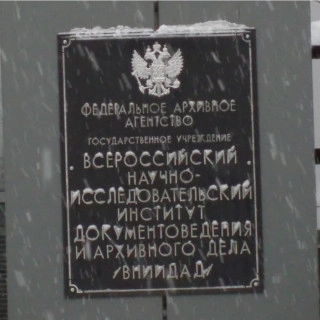 ФЕДЕРАЛЬНОЕ АРХИВНОЕ
АГЕНТСТВО
ГОСУДАРСТВЕННОЕ УЧРЕЖДЕНИЕ
ВСЕРОССИЙСКИЙ
НАУЧНО-
ИССЛЕДОВАТЕЛЬСКИЙ
ИНСТИТУТ
ДОКУМЕНТОВЕДЕНИЯ
И АРХИВНОГО ДЕЛА
/ВНИИДАД/